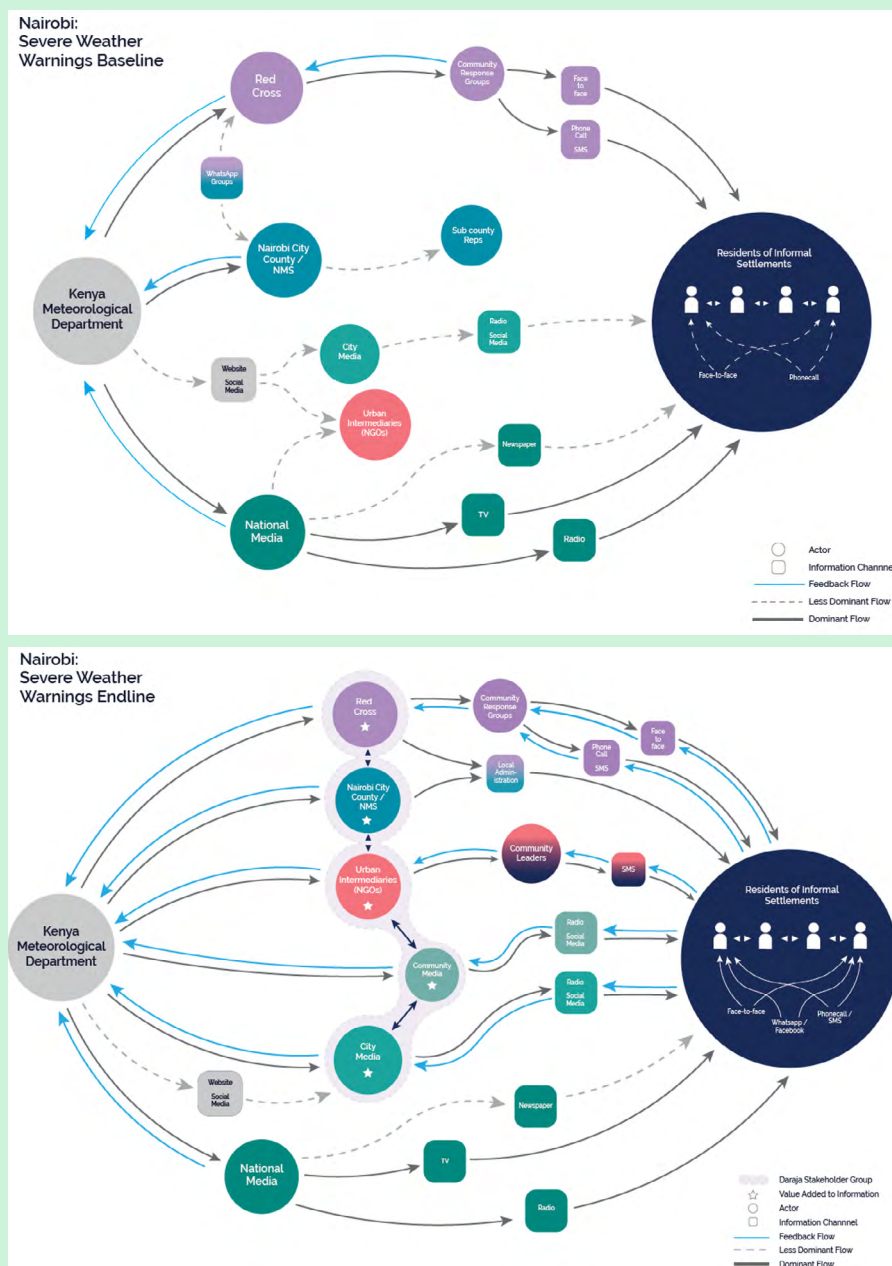 Nairobi:
Severe Weather
Warnings Baseline
Red
Cross
Community
Response
Groups
Face
to
face
Phone
Call
SMS
WhatsApp
Groups
Nairobi City
County /
NMS
Sub county
Reps
Residents of Informal
Settlements
Kenya
Meteorological
Department
Radio
Social
Media
City
Media
Website
Social
Media
Face-to-face
Phonecall
Urban
Intermediaries
(NGOs)
Newspaper
National
Media
TV
Radio
Actor
Information Channnel
Feedback Flow
Less Dominant Flow
Dominant Flow
Nairobi:
Severe Weather
Warnings Endline
Red
Cross
Community
Response
Groups
Face
to
face
Phone
Call
SMS
Local
Admin-
istration
Nairobi City
County /
NMS
Urban
Intermediaries
(NGOs)
Community
Leaders
SMS
Residents of Informal
Settlements
Kenya
Meteorological
Department
Radio
Social
Media
Community
Media
Radio
Social
Media
Face-to-face
Whatsapp /
Facebook
Phonecall /
SMS
City
Media
Website
Social
Media
Newspaper
National
Media
TV
Radio
Daraja Stakeholder Group
Value Added to Information
Actor
Information Channnel
Feedback Flow
Less Dominant Flow
Dominant Flow